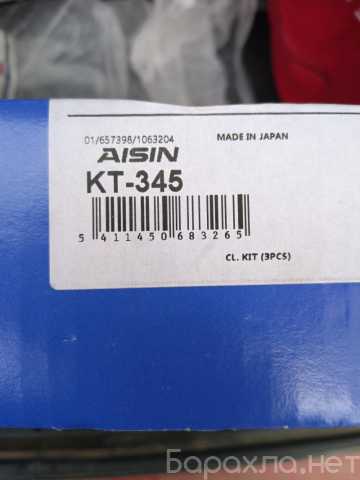 01/657398/1063204
MADE IN JAPAN
AISIN
KT-345
5 411450 683265
CL. KIT (3PCS)
Барахла.нет